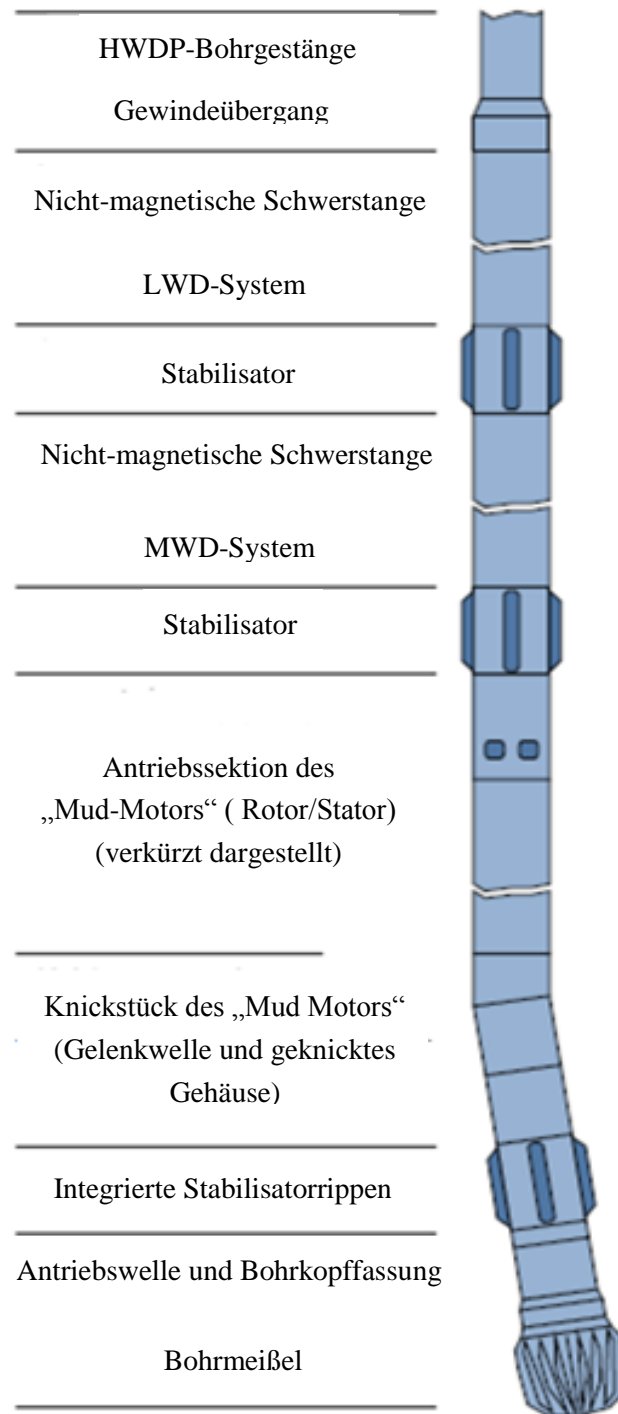 HWDP-Bohrgestänge
Gewindeübergang
Nicht-magnetische Schwerstange
LWD-System
Stabilisator
Nicht-magnetische Schwerstange
MWD-System
Stabilisator
Antriebssektion des
„Mud-Motors“ ( Rotor/Stator)
(verkürzt dargestellt)
Knickstück des „Mud Motors“
(Gelenkwelle und geknicktes
Gehäuse)
Integrierte Stabilisatorrippen
Antriebswelle und Bohrkopffassung
Bohrmeißel